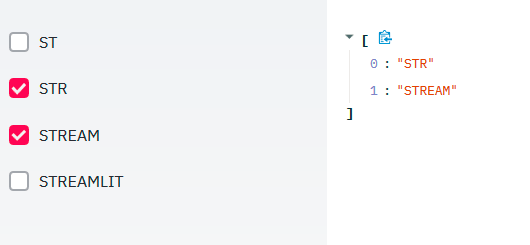 ST
STR
STREAM
STREAMLIT
[
0 : "STR"
1 : "STREAM"
]